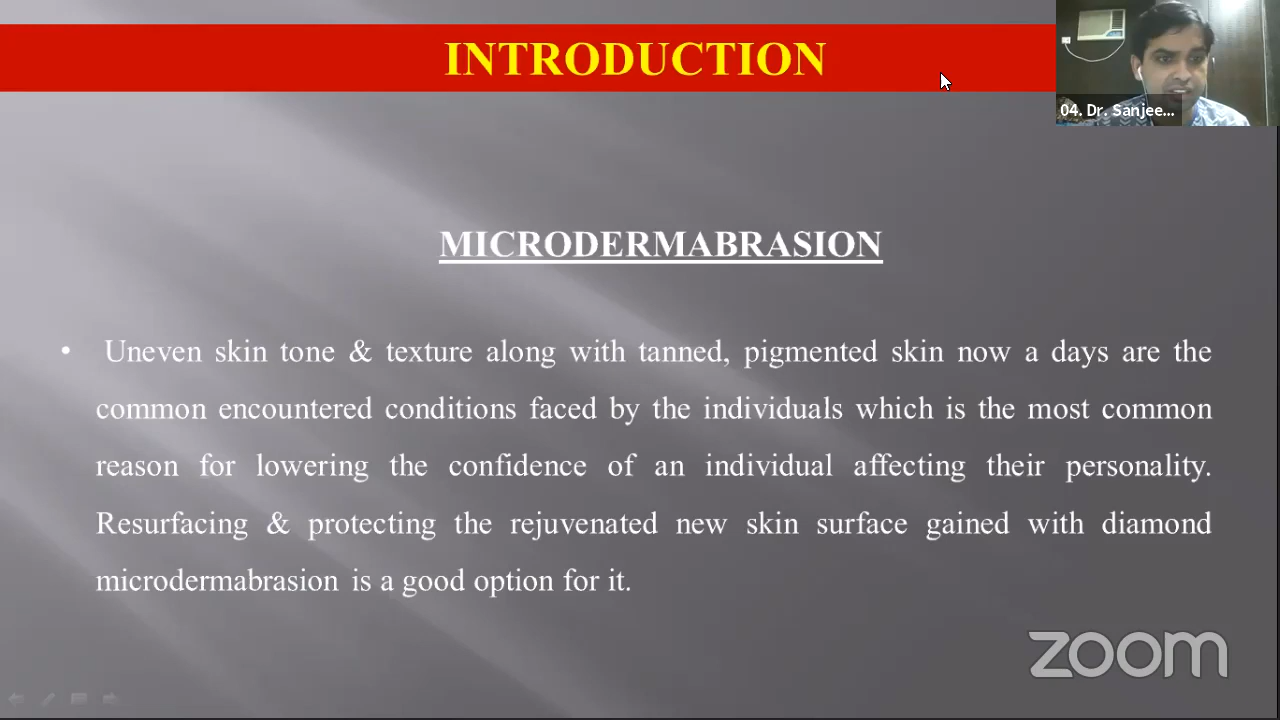 INTRODUCTION
04. Dr. Sanjee...
MICRODERMABRASION
• Uneven skin tone & texture along with tanned, pigmented skin now a days are the
common encountered conditions faced by the individuals which is the most common
reason for lowering the confidence of an individual affecting their personality.
Resurfacing & protecting the rejuvenated new skin surface gained with diamond
microdermabrasion is a good option for it.
zoom